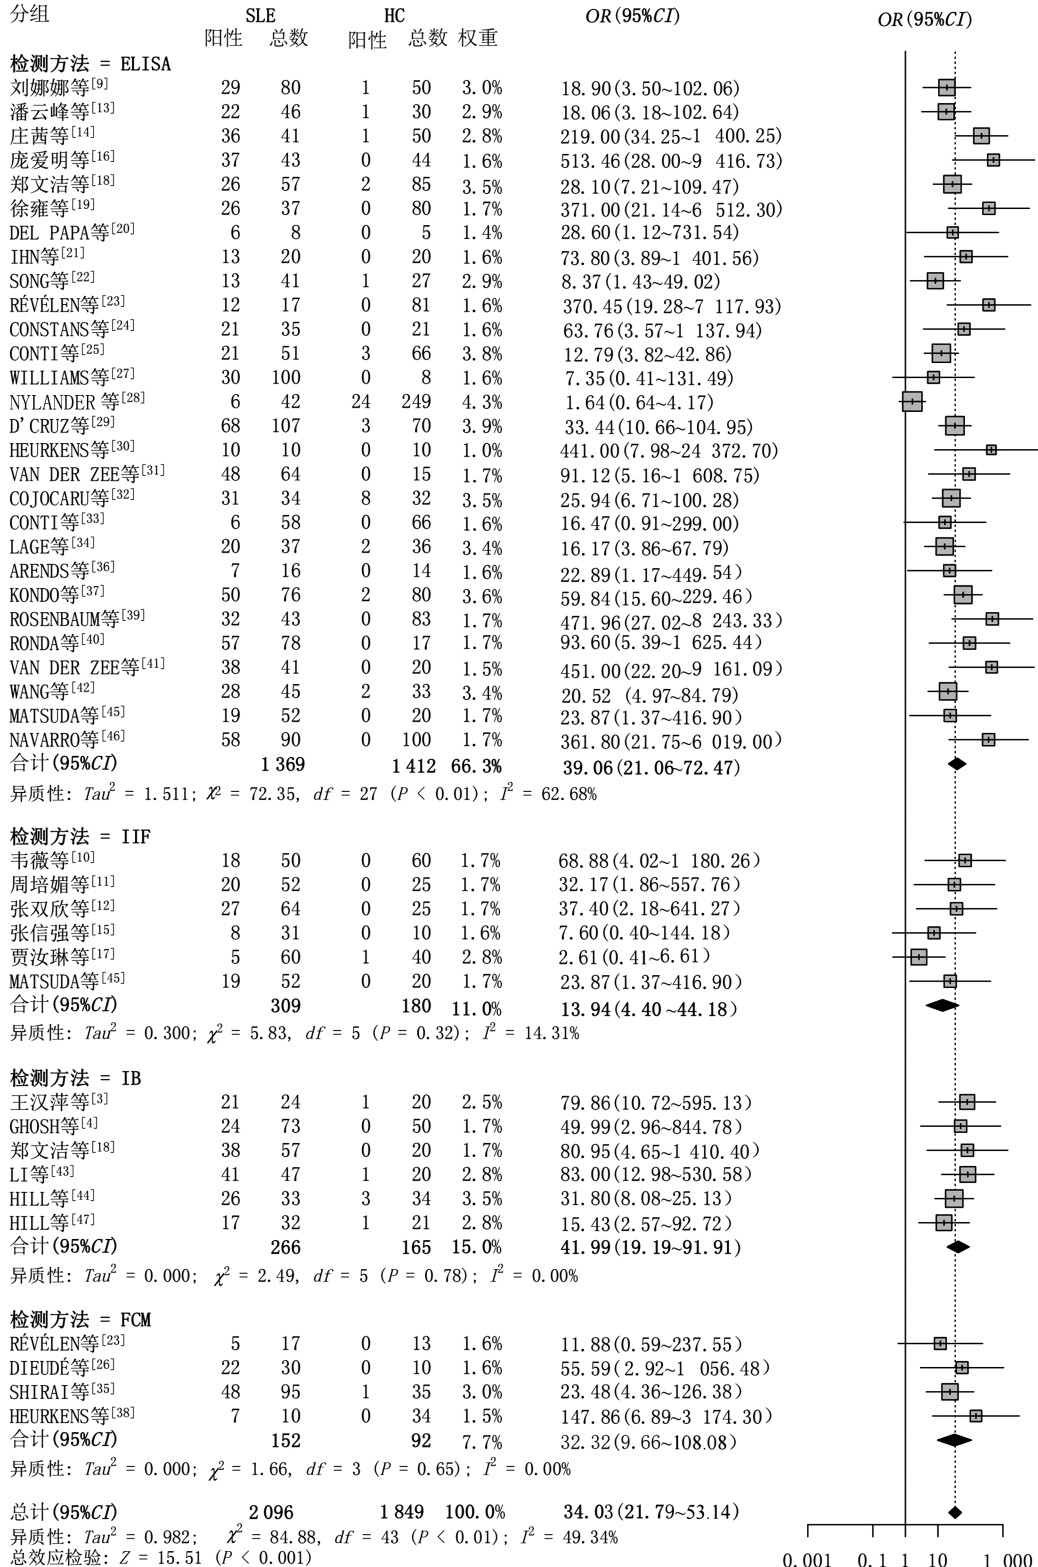 分组 SLE HC OR(95%CI) OR(95%CI)
阳性 总数 阳性 总数 权重
检测方法 = ELISA
刘娜娜等[9] 29 80 1 50 3.0% 18.90(3.50~102.06)
潘云峰等[13] 22 46 1 30 2.9% 18.06(3.18~102.64)
庄茜等[14] 36 41 1 50 2.8% 219.00(34.25~1 400.25)
庞爱明等[16] 37 43 0 44 1.6% 513.46(28.00~9 416.73)
郑文洁等[18] 26 57 2 85 3.5% 28.10(7.21~109.47)
徐雍等[19] 26 37 0 80 1.7% 371.00(21.14~6 512.30)
DEL PAPA等[20] 6 8 0 5 1.4% 28.60(1.12~731.54)
IHN等[21] 13 20 0 20 1.6% 73.80(3.89~1 401.56)
SONG等[22] 13 41 1 27 2.9% 8.37(1.43~49.02)
RÉVÉLEN等[23] 12 17 0 81 1.6% 370.45(19.28~7 117.93)
CONSTANS等[24] 21 35 0 21 1.6% 63.76(3.57~1 137.94)
CONTI等[25] 21 51 3 66 3.8% 12.79(3.82~42.86)
WILLIAMS等[27] 30 100 0 8 1.6% 7.35(0.41~131.49)
NYLANDER 等[28] 6 42 24 249 4.3% 1.64(0.64~4.17)
D'CRUZ等[29] 68 107 3 70 3.9% 33.44(10.66~104.95)
HEURKENS等[30] 10 10 0 10 1.0% 441.00(7.98~24 372.70)
VAN DER ZEE等[31] 48 64 0 15 1.7% 91.12(5.16~1 608.75)
COJOCARU等[32] 31 34 8 32 3.5% 25.94(6.71~100.28)
CONTI等[33] 6 58 0 66 1.6% 16.47(0.91~299.00)
LAGE等[34] 20 37 2 36 3.4% 16.17(3.86~67.79)
ARENDS等[36] 7 16 0 14 1.6% 22.89(1.17~449.54)
KONDO等[37] 50 76 2 80 3.6% 59.84(15.60~229.46)
ROSENBAUM等[39] 32 43 0 83 1.7% 471.96(27.02~8 243.33)
RONDA等[40] 57 78 0 17 1.7% 93.60(5.39~1 625.44)
VAN DER ZEE等[41] 38 41 0 20 1.5% 451.00(22.20~9 161.09)
WANG等[42] 28 45 2 33 3.4% 20.52 (4.97~84.79)
MATSUDA等[45] 19 52 0 20 1.7% 23.87(1.37~416.90)
NAVARRO等[46] 58 90 0 100 1.7% 361.80(21.75~6 019.00)
合计(95%CI) 1 369 1 412 66.3% 39.06(21.06~72.47)
异质性: Tau² = 1.511; χ² = 72.35, df = 27 (P < 0.01); I² = 62.68%
检测方法 = IIF
韦薇等[10] 18 50 0 60 1.7% 68.88(4.02~1 180.26)
周培媚等[11] 20 52 0 25 1.7% 32.17(1.86~557.76)
张双欣等[12] 27 64 0 25 1.7% 37.40(2.18~641.27)
张信强等[15] 8 31 0 10 1.6% 7.60(0.40~144.18)
贾汝琳等[17] 5 60 1 40 2.8% 2.61(0.41~6.61)
MATSUDA等[45] 19 52 0 20 1.7% 23.87(1.37~416.90)
合计(95%CI) 309 180 11.0% 13.94(4.40 ~44.18)
异质性: Tau² = 0.300; χ² = 5.83, df = 5 (P = 0.32); I² = 14.31%
检测方法 = IB
王汉萍等[3] 21 24 1 20 2.5% 79.86(10.72~595.13)
GHOSH等[4] 24 73 0 50 1.7% 49.99(2.96~844.78)
郑文洁等[18] 38 57 0 20 1.7% 80.95(4.65~1 410.40)
LI等[43] 41 47 1 20 2.8% 83.00(12.98~530.58)
HILL等[44] 26 33 3 34 3.5% 31.80(8.08~25.13)
HILL等[47] 17 32 1 21 2.8% 15.43(2.57~92.72)
合计(95%CI) 266 165 15.0% 41.99(19.19~91.91)
异质性: Tau² = 0.000; χ² = 2.49, df = 5 (P = 0.78); I² = 0.00%
检测方法 = FCM
RÉVÉLEN等[23] 5 17 0 13 1.6% 11.88(0.59~237.55)
DIEUDÉ等[26] 22 30 0 10 1.6% 55.59(2.92~1 056.48)
SHIRAI等[35] 48 95 1 35 3.0% 23.48(4.36~126.38)
HEURKENS等[38] 7 10 0 34 1.5% 147.86(6.89~3 174.30)
合计(95%CI) 152 92 7.7% 32.32(9.66~108.08)
异质性: Tau² = 0.000; χ² = 1.66, df = 3 (P = 0.65); I² = 0.00%
总计(95%CI) 2 096 1 849 100.0% 34.03(21.79~53.14)
异质性: Tau² = 0.982; χ² = 84.88, df = 43 (P < 0.01); I² = 49.34%
总效应检验: Z = 15.51 (P < 0.001)
0.001 0.1 1 10 1 000